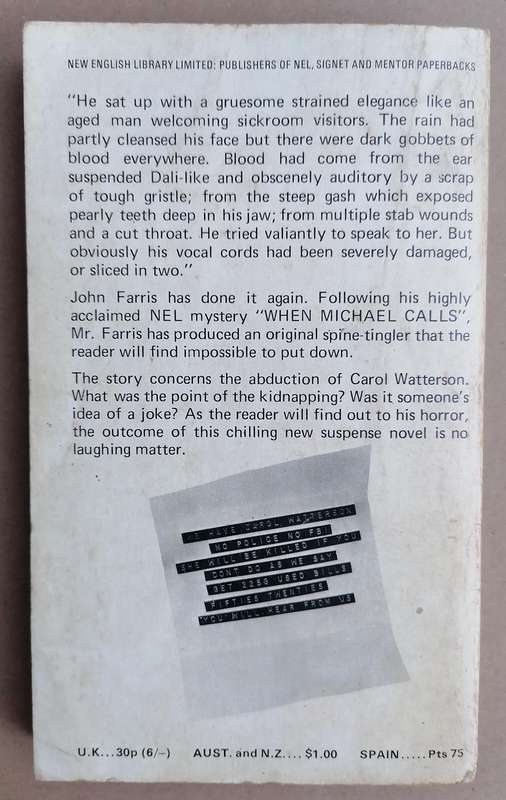 NEW ENGLISH LIBRARY LIMITED: PUBLISHERS OF NEL, SIGNET AND MENTOR PAPERBACKS
"He sat up with a gruesome strained elegance like an
aged man welcoming sickroom visitors. The rain had
partly cleansed his face but there were dark gobbets of
blood everywhere. Blood had come from the ear
suspended Dali-like and obscenely auditory by a scrap
of tough gristle; from the steep gash which exposed
pearly teeth deep in his jaw; from multiple stab wounds
and a cut throat. He tried valiantly to speak to her. But
obviously his vocal cords had been severely damaged,
or sliced in two."
John Farris has done it again. Following his highly
acclaimed NEL mystery "WHEN MICHAEL CALLS",
Mr. Farris has produced an original spine-tingler that the
reader will find impossible to put down.
The story concerns the abduction of Carol Watterson.
What was the point of the kidnapping? Was it someone's
idea of a joke? As the reader will find out to his horror,
the outcome of this chilling new suspense novel is no
laughing matter.
WE HAVE CAROL WATTERSON
NO POLICE NO FBI
SHE WILL BE KILLED IF YOU
DONT DO AS WE SAY
GET 225G USED BILLS
FIFTIES TWENTIES
YOU WILL HEAR FROM US
U.K...30p (6/–) AUST. and N.Z.... $1.00 SPAIN.....Pts 75